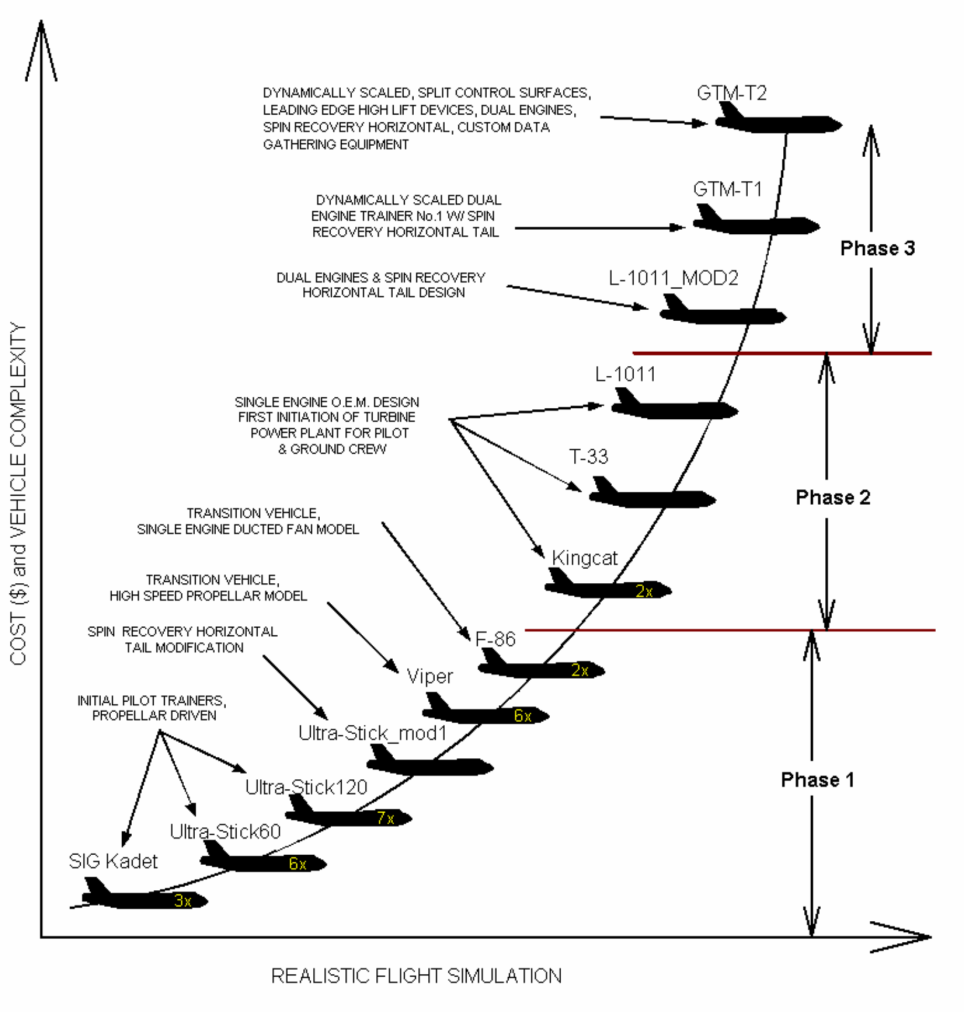 DYNAMICALLY SCALED, SPLIT CONTROL SURFACES,
LEADING EDGE HIGH LIFT DEVICES, DUAL ENGINES,
SPIN RECOVERY HORIZONTAL, CUSTOM DATA
GATHERING EQUIPMENT
GTM-T2
DYNAMICALLY SCALED DUAL
ENGINE TRAINER No.1 W/ SPIN
RECOVERY HORIZONTAL TAIL
GTM-T1
Phase 3
DUAL ENGINES & SPIN RECOVERY
HORIZONTAL TAIL DESIGN
L-1011_MOD2
L-1011
SINGLE ENGINE O.E.M. DESIGN
FIRST INITIATION OF TURBINE
POWER PLANT FOR PILOT
& GROUND CREW
T-33
Phase 2
TRANSITION VEHICLE,
SINGLE ENGINE DUCTED FAN MODEL
Kingcat
2x
TRANSITION VEHICLE,
HIGH SPEED PROPELLAR MODEL
F-86
2x
SPIN RECOVERY HORIZONTAL
TAIL MODIFICATION
Viper
6x
INITIAL PILOT TRAINERS,
PROPELLAR DRIVEN
Ultra-Stick_mod1
Phase 1
Ultra-Stick120
7x
Ultra-Stick60
6x
SIG Kadet
3x
COST ($) and VEHICLE COMPLEXITY
REALISTIC FLIGHT SIMULATION